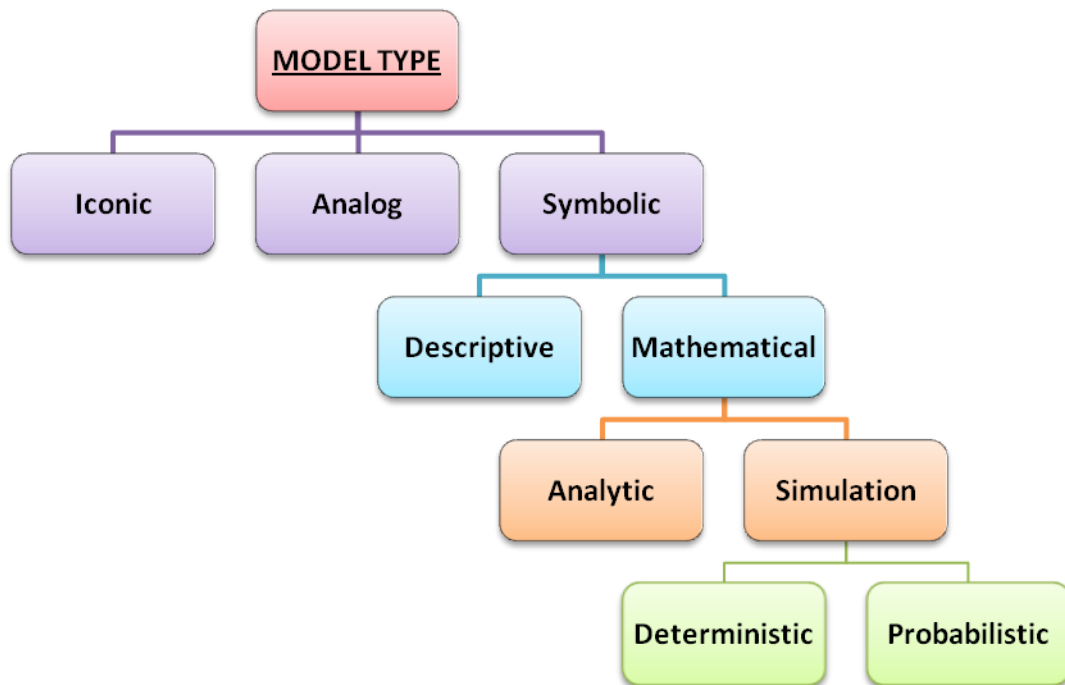 MODEL TYPE
Iconic
Analog
Symbolic
Descriptive
Mathematical
Analytic
Simulation
Deterministic
Probabilistic